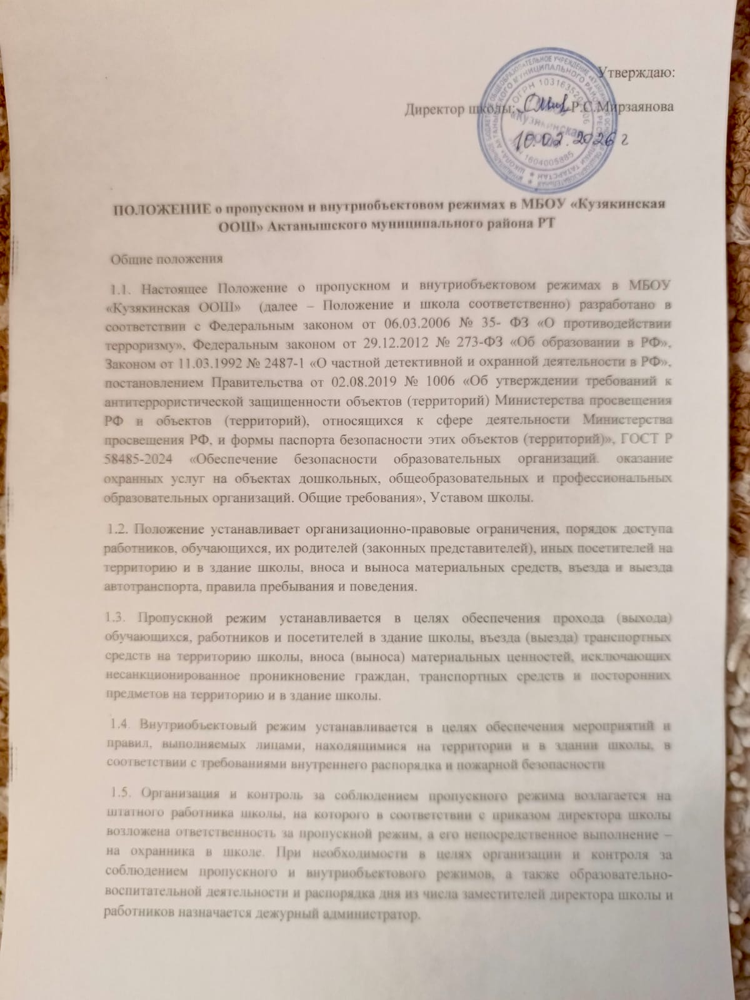 Утверждаю:
Директор школы: Р.С.Мирзаянова
10.02.2026 г
ОГРН 10316352
«Кузякинская
ИНН 1604005885
ПОЛОЖЕНИЕ о пропускном и внутриобъектовом режимах в МБОУ «Кузякинская
ООШ» Актанышского муниципального района РТ
Общие положения
1.1. Настоящее Положение о пропускном и внутриобъектовом режимах в МБОУ
«Кузякинская ООШ» (далее – Положение и школа соответственно) разработано в
соответствии с Федеральным законом от 06.03.2006 № 35- ФЗ «О противодействии
терроризму», Федеральным законом от 29.12.2012 № 273-ФЗ «Об образовании в РФ»,
Законом от 11.03.1992 № 2487-1 «О частной детективной и охранной деятельности в РФ»,
постановлением Правительства от 02.08.2019 № 1006 «Об утверждении требований к
антитеррористической защищенности объектов (территорий) Министерства просвещения
РФ и объектов (территорий), относящихся к сфере деятельности Министерства
просвещения РФ, и формы паспорта безопасности этих объектов (территорий)», ГОСТ Р
58485-2024 «Обеспечение безопасности образовательных организаций. оказание
охранных услуг на объектах дошкольных, общеобразовательных и профессиональных
образовательных организаций. Общие требования», Уставом школы.
1.2. Положение устанавливает организационно-правовые ограничения, порядок доступа
работников, обучающихся, их родителей (законных представителей), иных посетителей на
территорию и в здание школы, вноса и выноса материальных средств, въезда и выезда
автотранспорта, правила пребывания и поведения.
1.3. Пропускной режим устанавливается в целях обеспечения прохода (выхода)
обучающихся, работников и посетителей в здание школы, въезда (выезда) транспортных
средств на территорию школы, вноса (выноса) материальных ценностей, исключающих
несанкционированное проникновение граждан, транспортных средств и посторонних
предметов на территорию и в здание школы.
1.4. Внутриобъектовый режим устанавливается в целях обеспечения мероприятий и
правил, выполняемых лицами, находящимися на территории и в здании школы, в
соответствии с требованиями внутреннего распорядка и пожарной безопасности
1.5. Организация и контроль за соблюдением пропускного режима возлагается на
штатного работника школы, на которого в соответствии с приказом директора школы
возложена ответственность за пропускной режим, а его непосредственное выполнение –
на охранника в школе. При необходимости в целях организации и контроля за
соблюдением пропускного и внутриобъектового режимов, а также образовательно-
воспитательной деятельности и распорядка дня из числа заместителей директора школы и
работников назначается дежурный администратор.